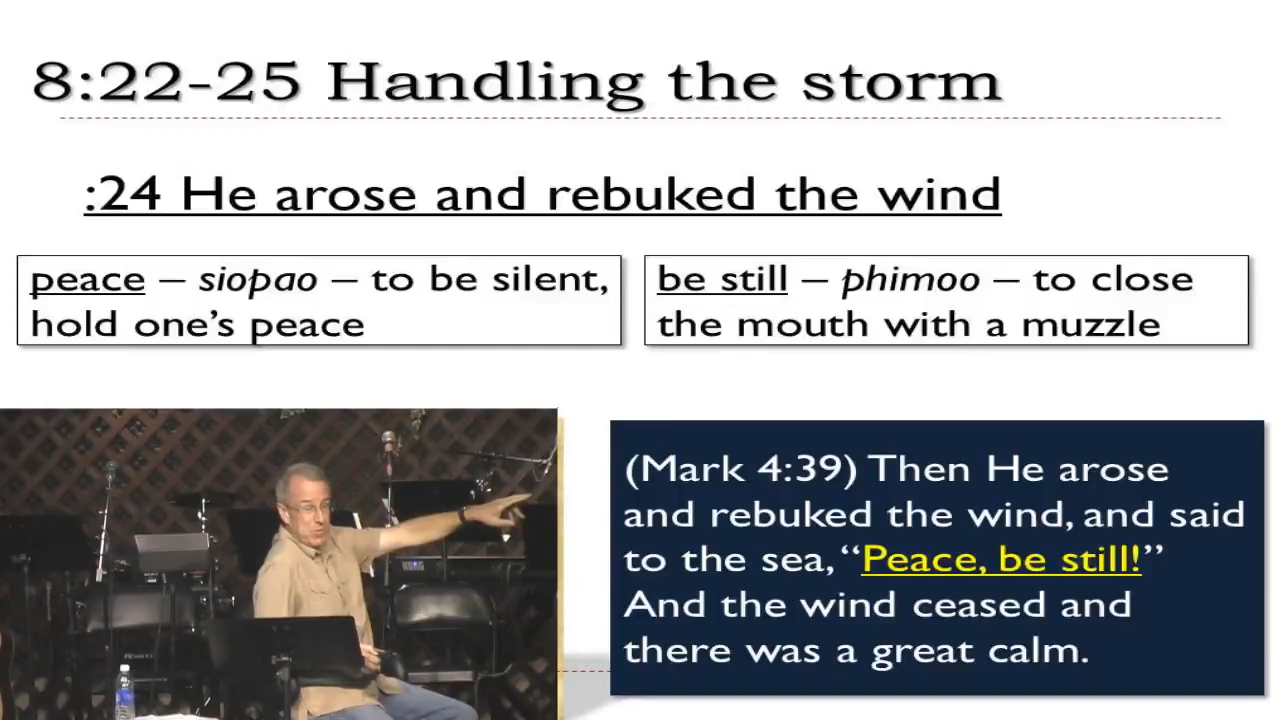 8:22-25 Handling the storm
:24 He arose and rebuked the wind
peace – siopao – to be silent,
hold one’s peace
be still – phimoo – to close
the mouth with a muzzle
(Mark 4:39) Then He arose
and rebuked the wind, and said
to the sea, “Peace, be still!”
And the wind ceased and
there was a great calm.
KORG